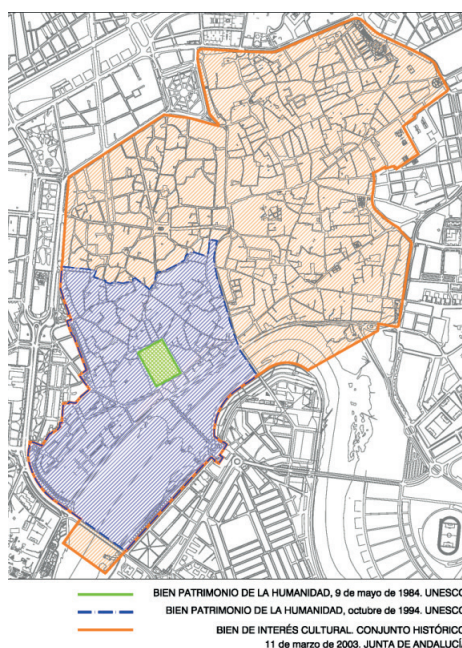 BIEN PATRIMONIO DE LA HUMANIDAD, 9 de mayo de 1984. UNESCO
BIEN PATRIMONIO DE LA HUMANIDAD, octubre de 1994. UNESCO
BIEN DE INTERÉS CULTURAL. CONJUNTO HISTÓRICO
11 de marzo de 2003. JUNTA DE ANDALUCÍA